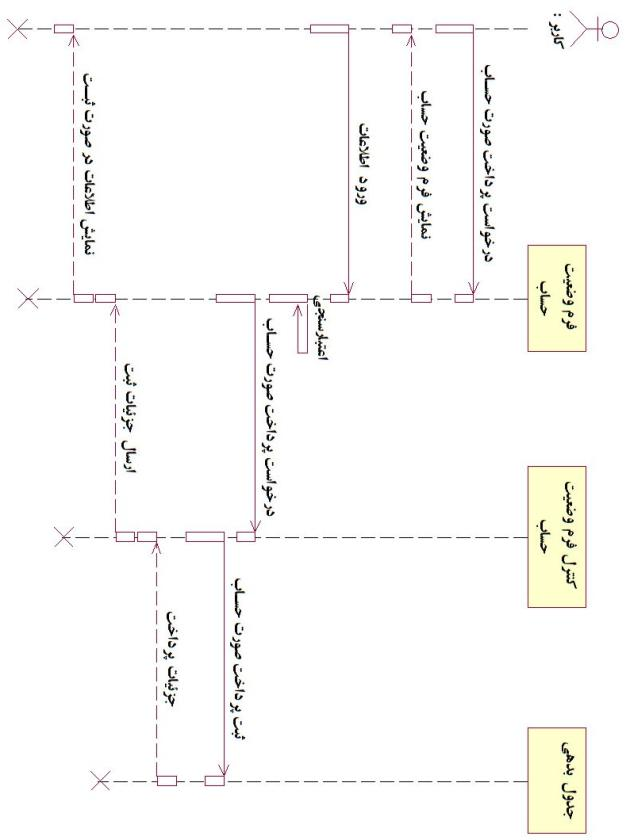 کاربر :
فرم وضعیت
حساب
کنترل فرم وضعیت
حساب
جدول بدهی
درخواست پرداخت صورت حساب
نمایش فرم وضعیت حساب
ورود اطلاعات
اعتبارسنجی
درخواست پرداخت صورت حساب
ثبت پرداخت صورت حساب
جزئیات پرداخت
ارسال جزئیات ثبت
نمایش اطلاعات در صورت ثبت